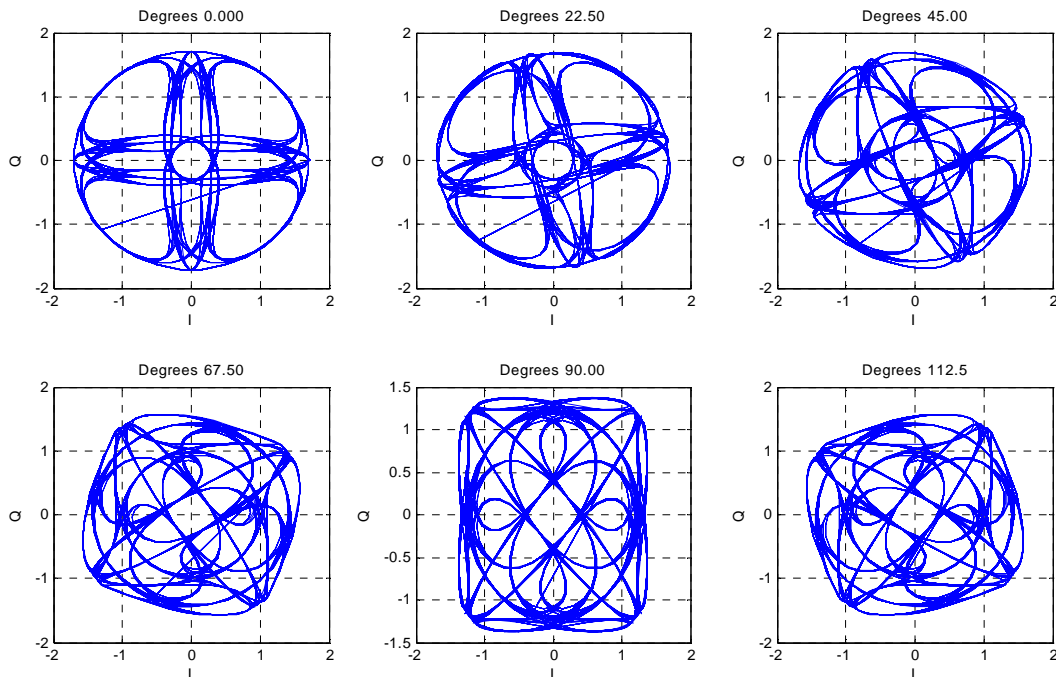 Degrees 0.000
Degrees 22.50
Degrees 45.00
2
2
2
1
1
1
Q
0
Q
0
Q
0
-1
-1
-1
-2
-2
-2
-2 -1 0 1 2
-2 -1 0 1 2
-2 -1 0 1 2
I
I
I
Degrees 67.50
Degrees 90.00
Degrees 112.5
2
1.5
2
1
1
1
0.5
Q
0
Q
0
Q
0
-0.5
-1
-1
-1
-2
-1.5
-2
-2 -1 0 1 2
-2 -1 0 1 2
-2 -1 0 1 2
I
I
I